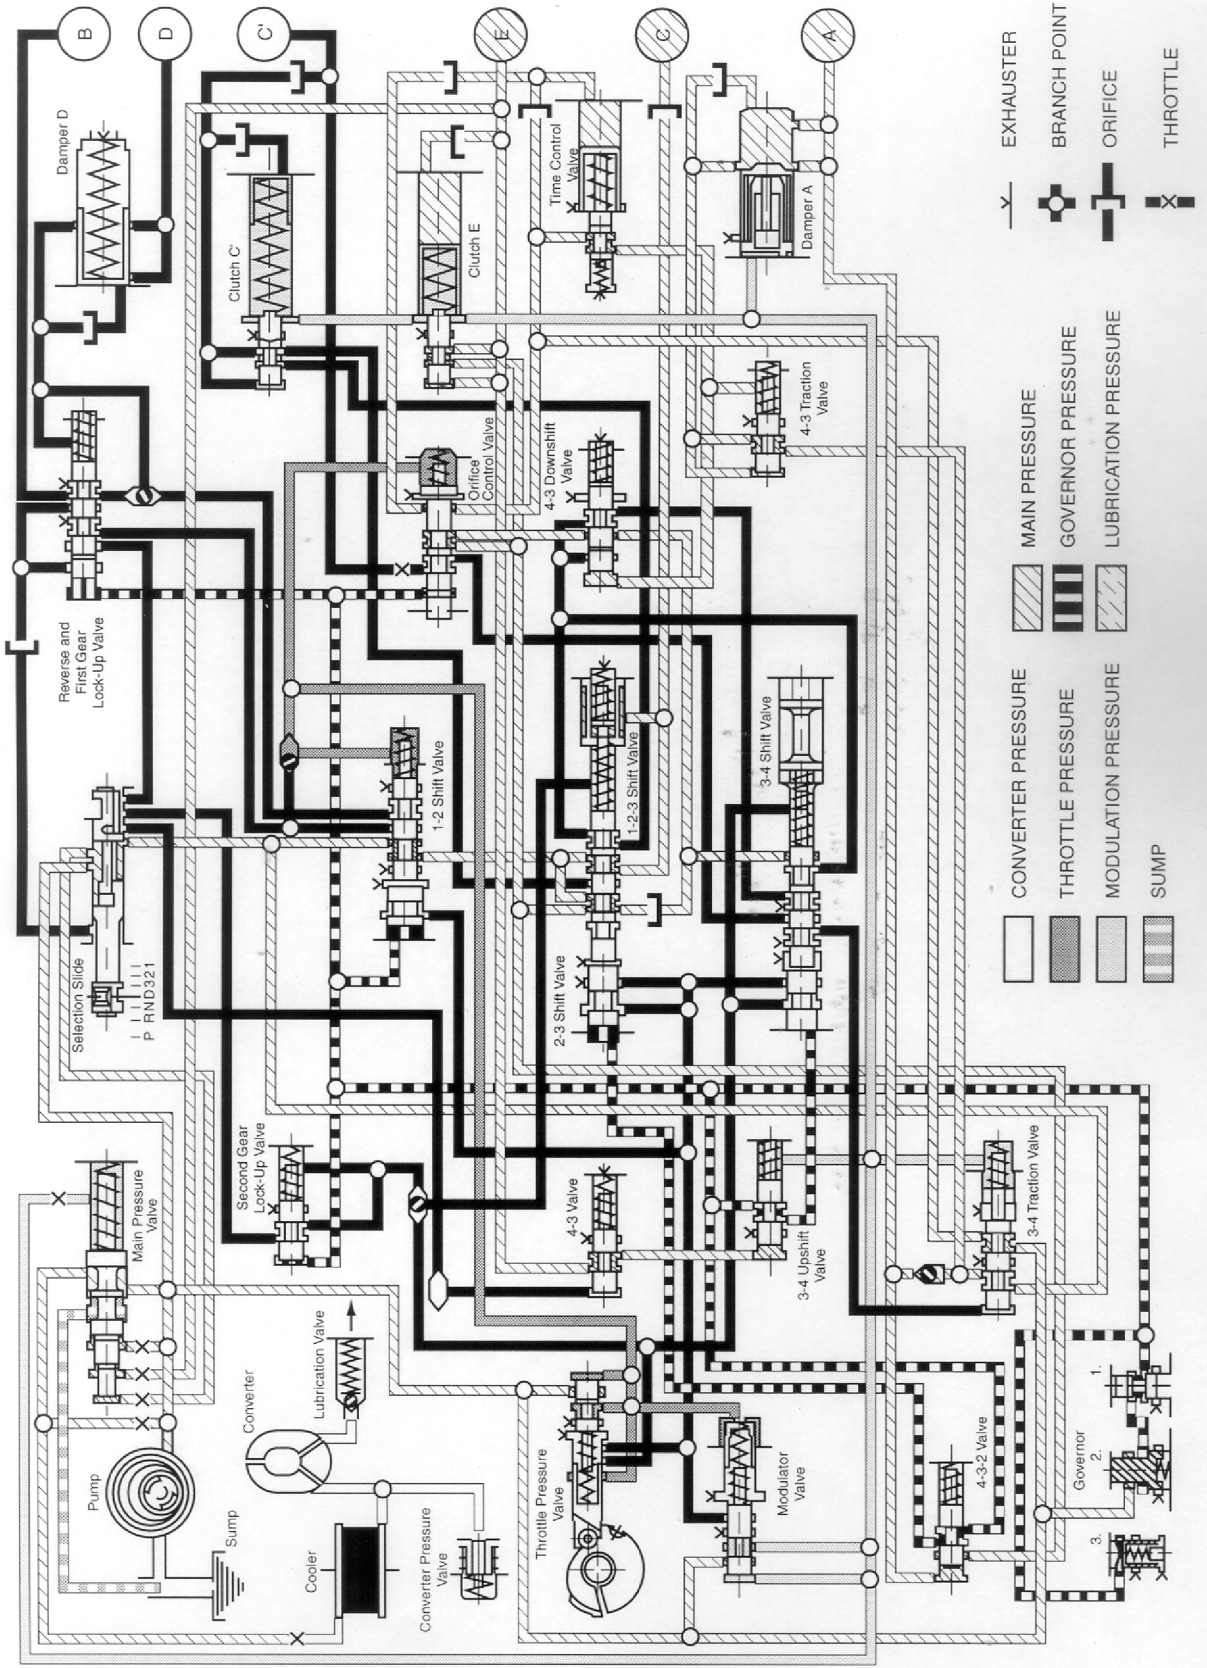 B
D
C'
E
C
A
Damper D
Clutch C'
Clutch E
Time Control
Valve
Damper A
Orifice
Control Valve
4-3 Downshift
Valve
4-3 Traction
Valve
Reverse and
First Gear
Lock-Up Valve
1-2 Shift Valve
1-2-3 Shift Valve
3-4 Shift Valve
Selection Slide
P RND321
2-3 Shift Valve
Main Pressure
Valve
Second Gear
Lock-Up Valve
4-3 Valve
3-4 Upshift
Valve
3-4 Traction Valve
Pump
Sump
Converter
Lubrication Valve
Cooler
Converter Pressure
Valve
Throttle Pressure
Valve
Modulator
Valve
4-3-2 Valve
Governor
1.
2.
3.
CONVERTER PRESSURE
THROTTLE PRESSURE
MODULATION PRESSURE
SUMP
MAIN PRESSURE
GOVERNOR PRESSURE
LUBRICATION PRESSURE
EXHAUSTER
BRANCH POINT
ORIFICE
THROTTLE